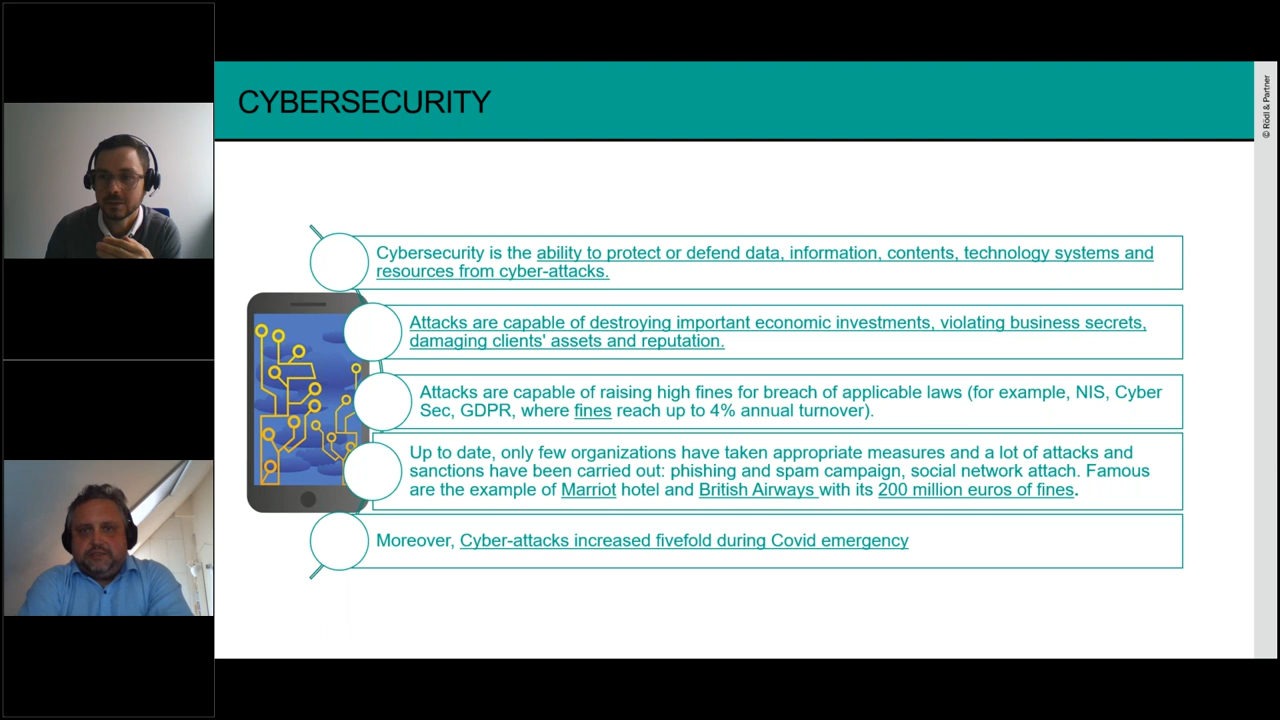 CYBERSECURITY
© Rödl & Partner
Cybersecurity is the ability to protect or defend data, information, contents, technology systems and
resources from cyber-attacks.
Attacks are capable of destroying important economic investments, violating business secrets,
damaging clients' assets and reputation.
Attacks are capable of raising high fines for breach of applicable laws (for example, NIS, Cyber
Sec, GDPR, where fines reach up to 4% annual turnover).
Up to date, only few organizations have taken appropriate measures and a lot of attacks and
sanctions have been carried out: phishing and spam campaign, social network attach. Famous
are the example of Marriot hotel and British Airways with its 200 million euros of fines.
Moreover, Cyber-attacks increased fivefold during Covid emergency